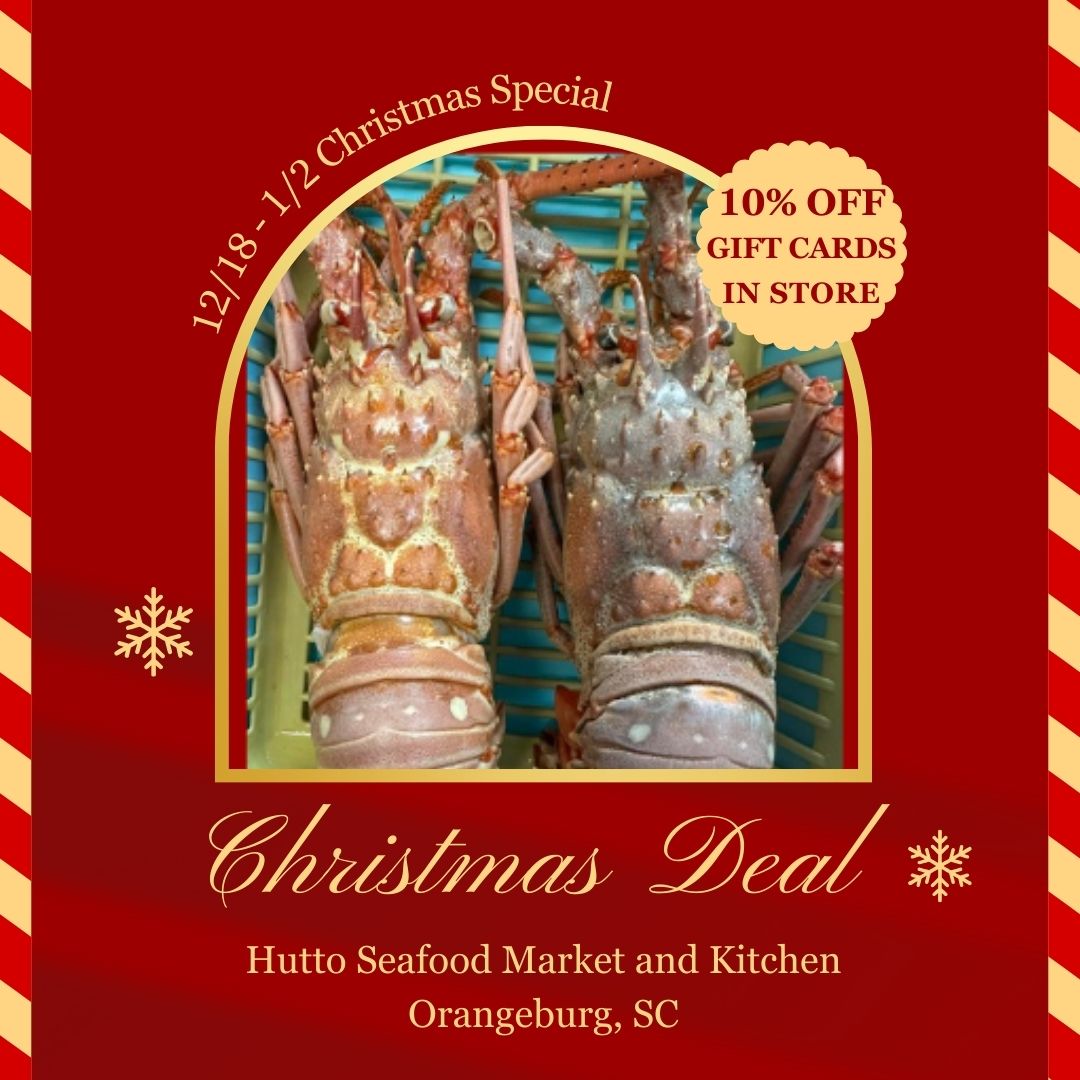 12/18 - 1/2 Christmas Special
10% OFF
GIFT CARDS
IN STORE
Christmas Deal
Hutto Seafood Market and Kitchen
Orangeburg, SC